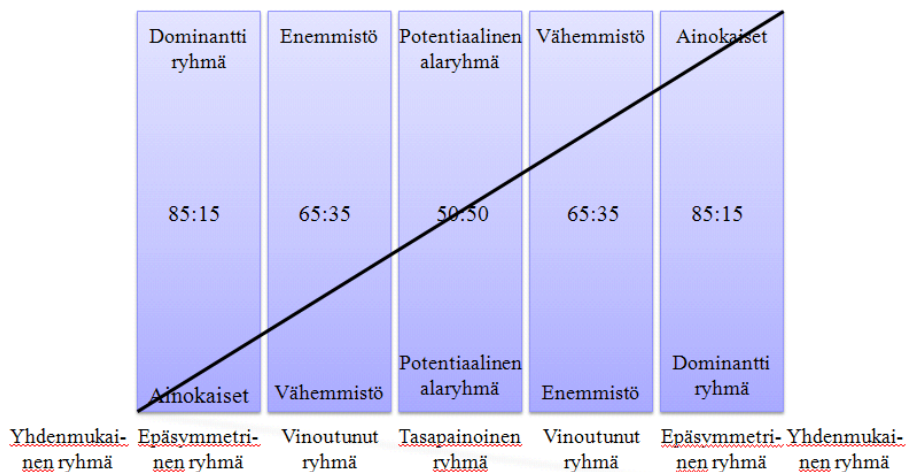 Dominantti
ryhmä
Enemmistö
Potentiaalinen
alaryhmä
Vähemmistö
Ainokaiset
85:15
65:35
50:50
65:35
85:15
Ainokaiset
Vähemmistö
Potentiaalinen
alaryhmä
Enemmistö
Dominantti
ryhmä
Yhdenmukai-
nen ryhmä
Epäsymmetri-
nen ryhmä
Vinoutunut
ryhmä
Tasapainoinen
ryhmä
Vinoutunut
ryhmä
Epäsymmetri-
nen ryhmä
Yhdenmukai-
nen ryhmä